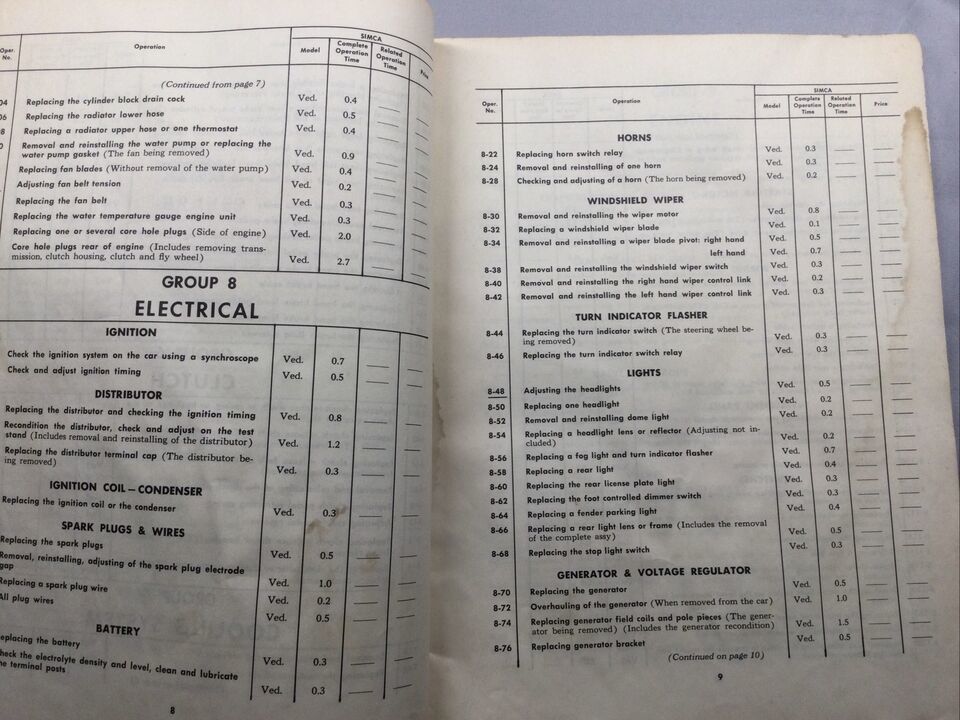 SIMCA
Oper. No. Operation Model Complete Operation Time Related Operation Time Price
(Continued from page 7)
04 Replacing the cylinder block drain cock Ved. 0.4
06 Replacing the radiator lower hose Ved. 0.5
08 Replacing a radiator upper hose or one thermostat Ved. 0.4
Removal and reinstalling the water pump or replacing the
water pump gasket (The fan being removed) Ved. 0.9
Replacing fan blades (Without removal of the water pump) Ved. 0.4
Adjusting fan belt tension Ved. 0.2
Replacing the fan belt Ved. 0.3
Replacing the water temperature gauge engine unit Ved. 0.3
Replacing one or several core hole plugs (Side of engine) Ved. 2.0
Core hole plugs rear of engine (Includes removing trans-
mission, clutch housing, clutch and fly wheel) Ved. 2.7
GROUP 8
ELECTRICAL
IGNITION
Check the ignition system on the car using a synchroscope Ved. 0.7
Check and adjust ignition timing Ved. 0.5
DISTRIBUTOR
Replacing the distributor and checking the ignition timing Ved. 0.8
Recondition the distributor, check and adjust on the test
stand (Includes removal and reinstalling of the distributor) Ved. 1.2
Replacing the distributor terminal cap (The distributor be-
ing removed) Ved. 0.3
IGNITION COIL – CONDENSER
Replacing the ignition coil or the condenser Ved. 0.3
SPARK PLUGS & WIRES
Replacing the spark plugs Ved. 0.5
Removal, reinstalling, adjusting of the spark plug electrode
gap Ved. 1.0
Replacing a spark plug wire Ved. 0.2
All plug wires Ved. 0.5
BATTERY
Replacing the battery Ved. 0.3
Check the electrolyte density and level, clean and lubricate
the terminal posts Ved. 0.3
8
SIMCA
Oper. No. Operation Model Complete Operation Time Related Operation Time Price
HORNS
8-22 Replacing horn switch relay Ved. 0.3
8-24 Removal and reinstalling of one horn Ved. 0.3
8-28 Checking and adjusting of a horn (The horn being removed) Ved. 0.2
WINDSHIELD WIPER
8-30 Removal and reinstalling the wiper motor Ved. 0.8
8-32 Replacing a windshield wiper blade Ved. 0.1
8-34 Removal and reinstalling a wiper blade pivot: right hand Ved. 0.5
left hand Ved. 0.7
8-38 Removal and reinstalling the windshield wiper switch Ved. 0.3
8-40 Removal and reinstalling the right hand wiper control link Ved. 0.2
8-42 Removal and reinstalling the left hand wiper control link Ved. 0.3
TURN INDICATOR FLASHER
8-44 Replacing the turn indicator switch (The steering wheel be-
ing removed) Ved. 0.3
8-46 Replacing the turn indicator switch relay Ved. 0.3
LIGHTS
8-48 Adjusting the headlights Ved. 0.5
8-50 Replacing one headlight Ved. 0.2
8-52 Removal and reinstalling dome light Ved. 0.2
8-54 Replacing a headlight lens or reflector (Adjusting not in-
cluded) Ved. 0.2
8-56 Replacing a fog light and turn indicator flasher Ved. 0.7
8-58 Replacing a rear light Ved. 0.4
8-60 Replacing the rear license plate light Ved. 0.3
8-62 Replacing the foot controlled dimmer switch Ved. 0.3
8-64 Replacing a fender parking light Ved. 0.4
8-66 Replacing a rear light lens or frame (Includes the removal
of the complete assy) Ved. 0.5
8-68 Replacing the stop light switch Ved. 0.3
GENERATOR & VOLTAGE REGULATOR
8-70 Replacing the generator Ved. 0.5
8-72 Overhauling of the generator (When removed from the car) Ved. 1.0
8-74 Replacing generator field coils and pole pieces (The gener-
ator being removed) (Includes the generator recondition) Ved. 1.5
8-76 Replacing generator bracket Ved. 0.5
(Continued on page 10)
9